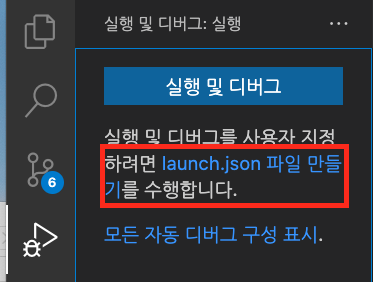 실행 및 디버그: 실행
···
실행 및 디버그
실행 및 디버그를 사용자 지정
하려면 launch.json 파일 만들
기를 수행합니다.
6
모든 자동 디버그 구성 표시.